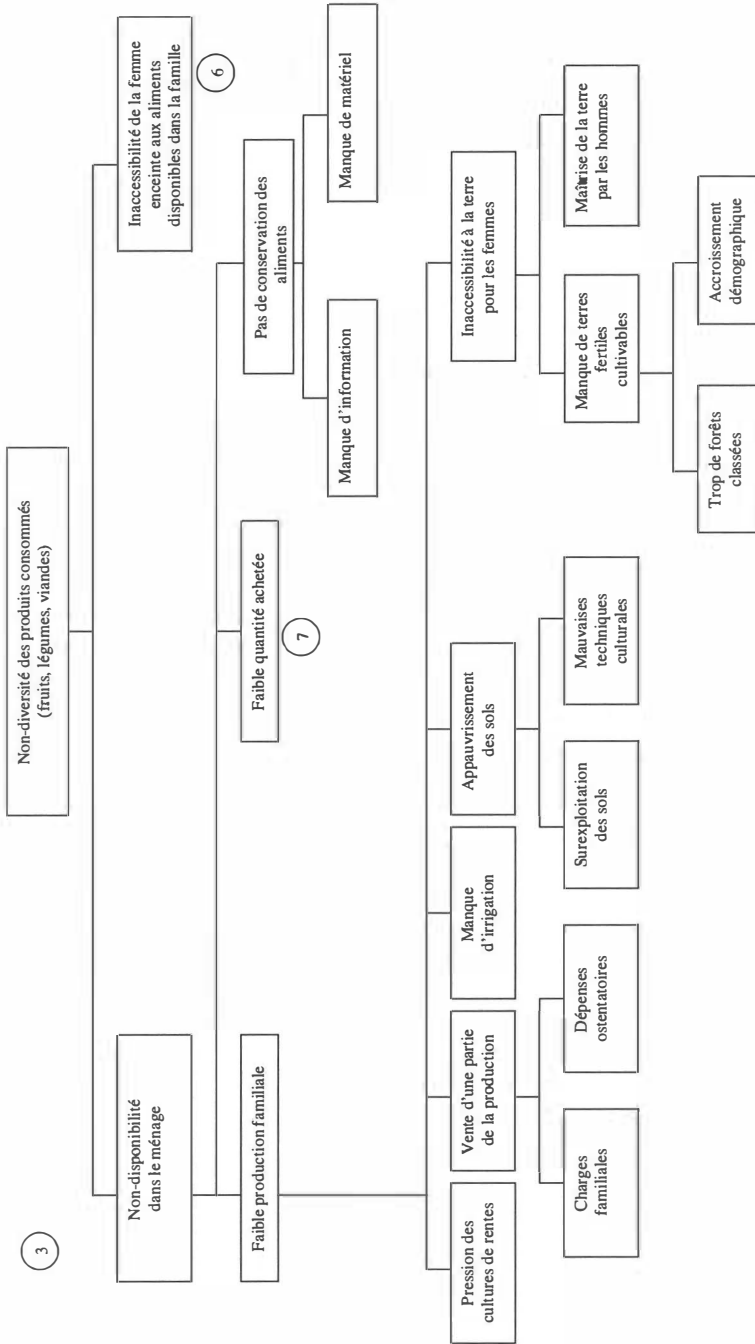 3
Non-diversité des produits consommés
(fruits, légumes, viandes)
Non-disponibilité
dans le ménage
Inaccessibilité de la femme
enceinte aux aliments
disponibles dans la famille
6
Faible production familiale
Faible quantité achetée
7
Pas de conservation des
aliments
Manque d'information
Manque de matériel
Pression des
cultures de rentes
Vente d'une partie
de la production
Manque
d'irrigation
Appauvrissement
des sols
Inaccessibilité à la terre
pour les femmes
Charges
familiales
Dépenses
ostentatoires
Surexploitation
des sols
Mauvaises
techniques
culturales
Manque de terres
fertiles
cultivables
Maîtrise de la terre
par les hommes
Trop de forêts
classées
Accroissement
démographique